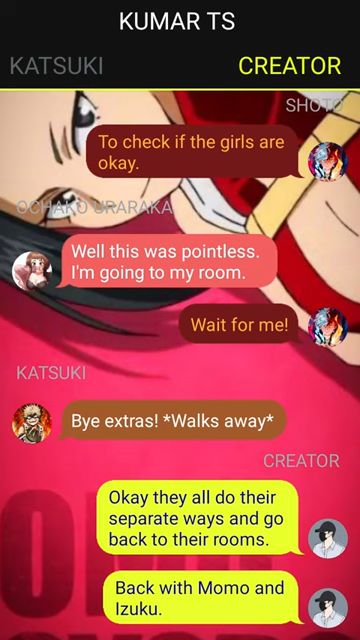 KUMAR TS
KATSUKI
CREATOR
SHOTO
To check if the girls are
okay.
OCHAKO URARAKA
Well this was pointless.
I'm going to my room.
Wait for me!
KATSUKI
Bye extras! *Walks away*
CREATOR
Okay they all do their
separate ways and go
back to their rooms.
Back with Momo and
Izuku.